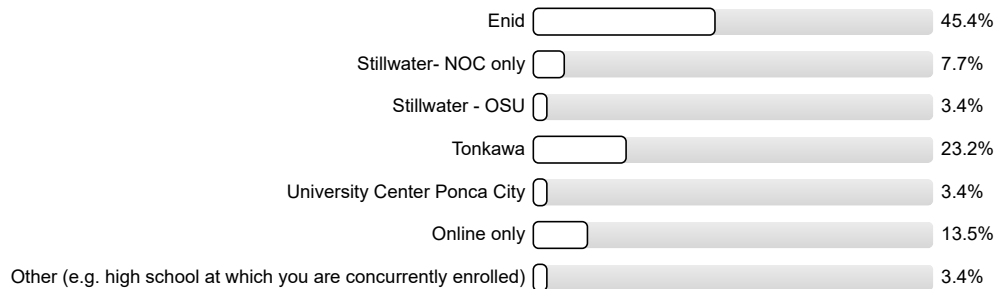 Enid 45.4%
Stillwater- NOC only 7.7%
Stillwater - OSU 3.4%
Tonkawa 23.2%
University Center Ponca City 3.4%
Online only 13.5%
Other (e.g. high school at which you are concurrently enrolled) 3.4%